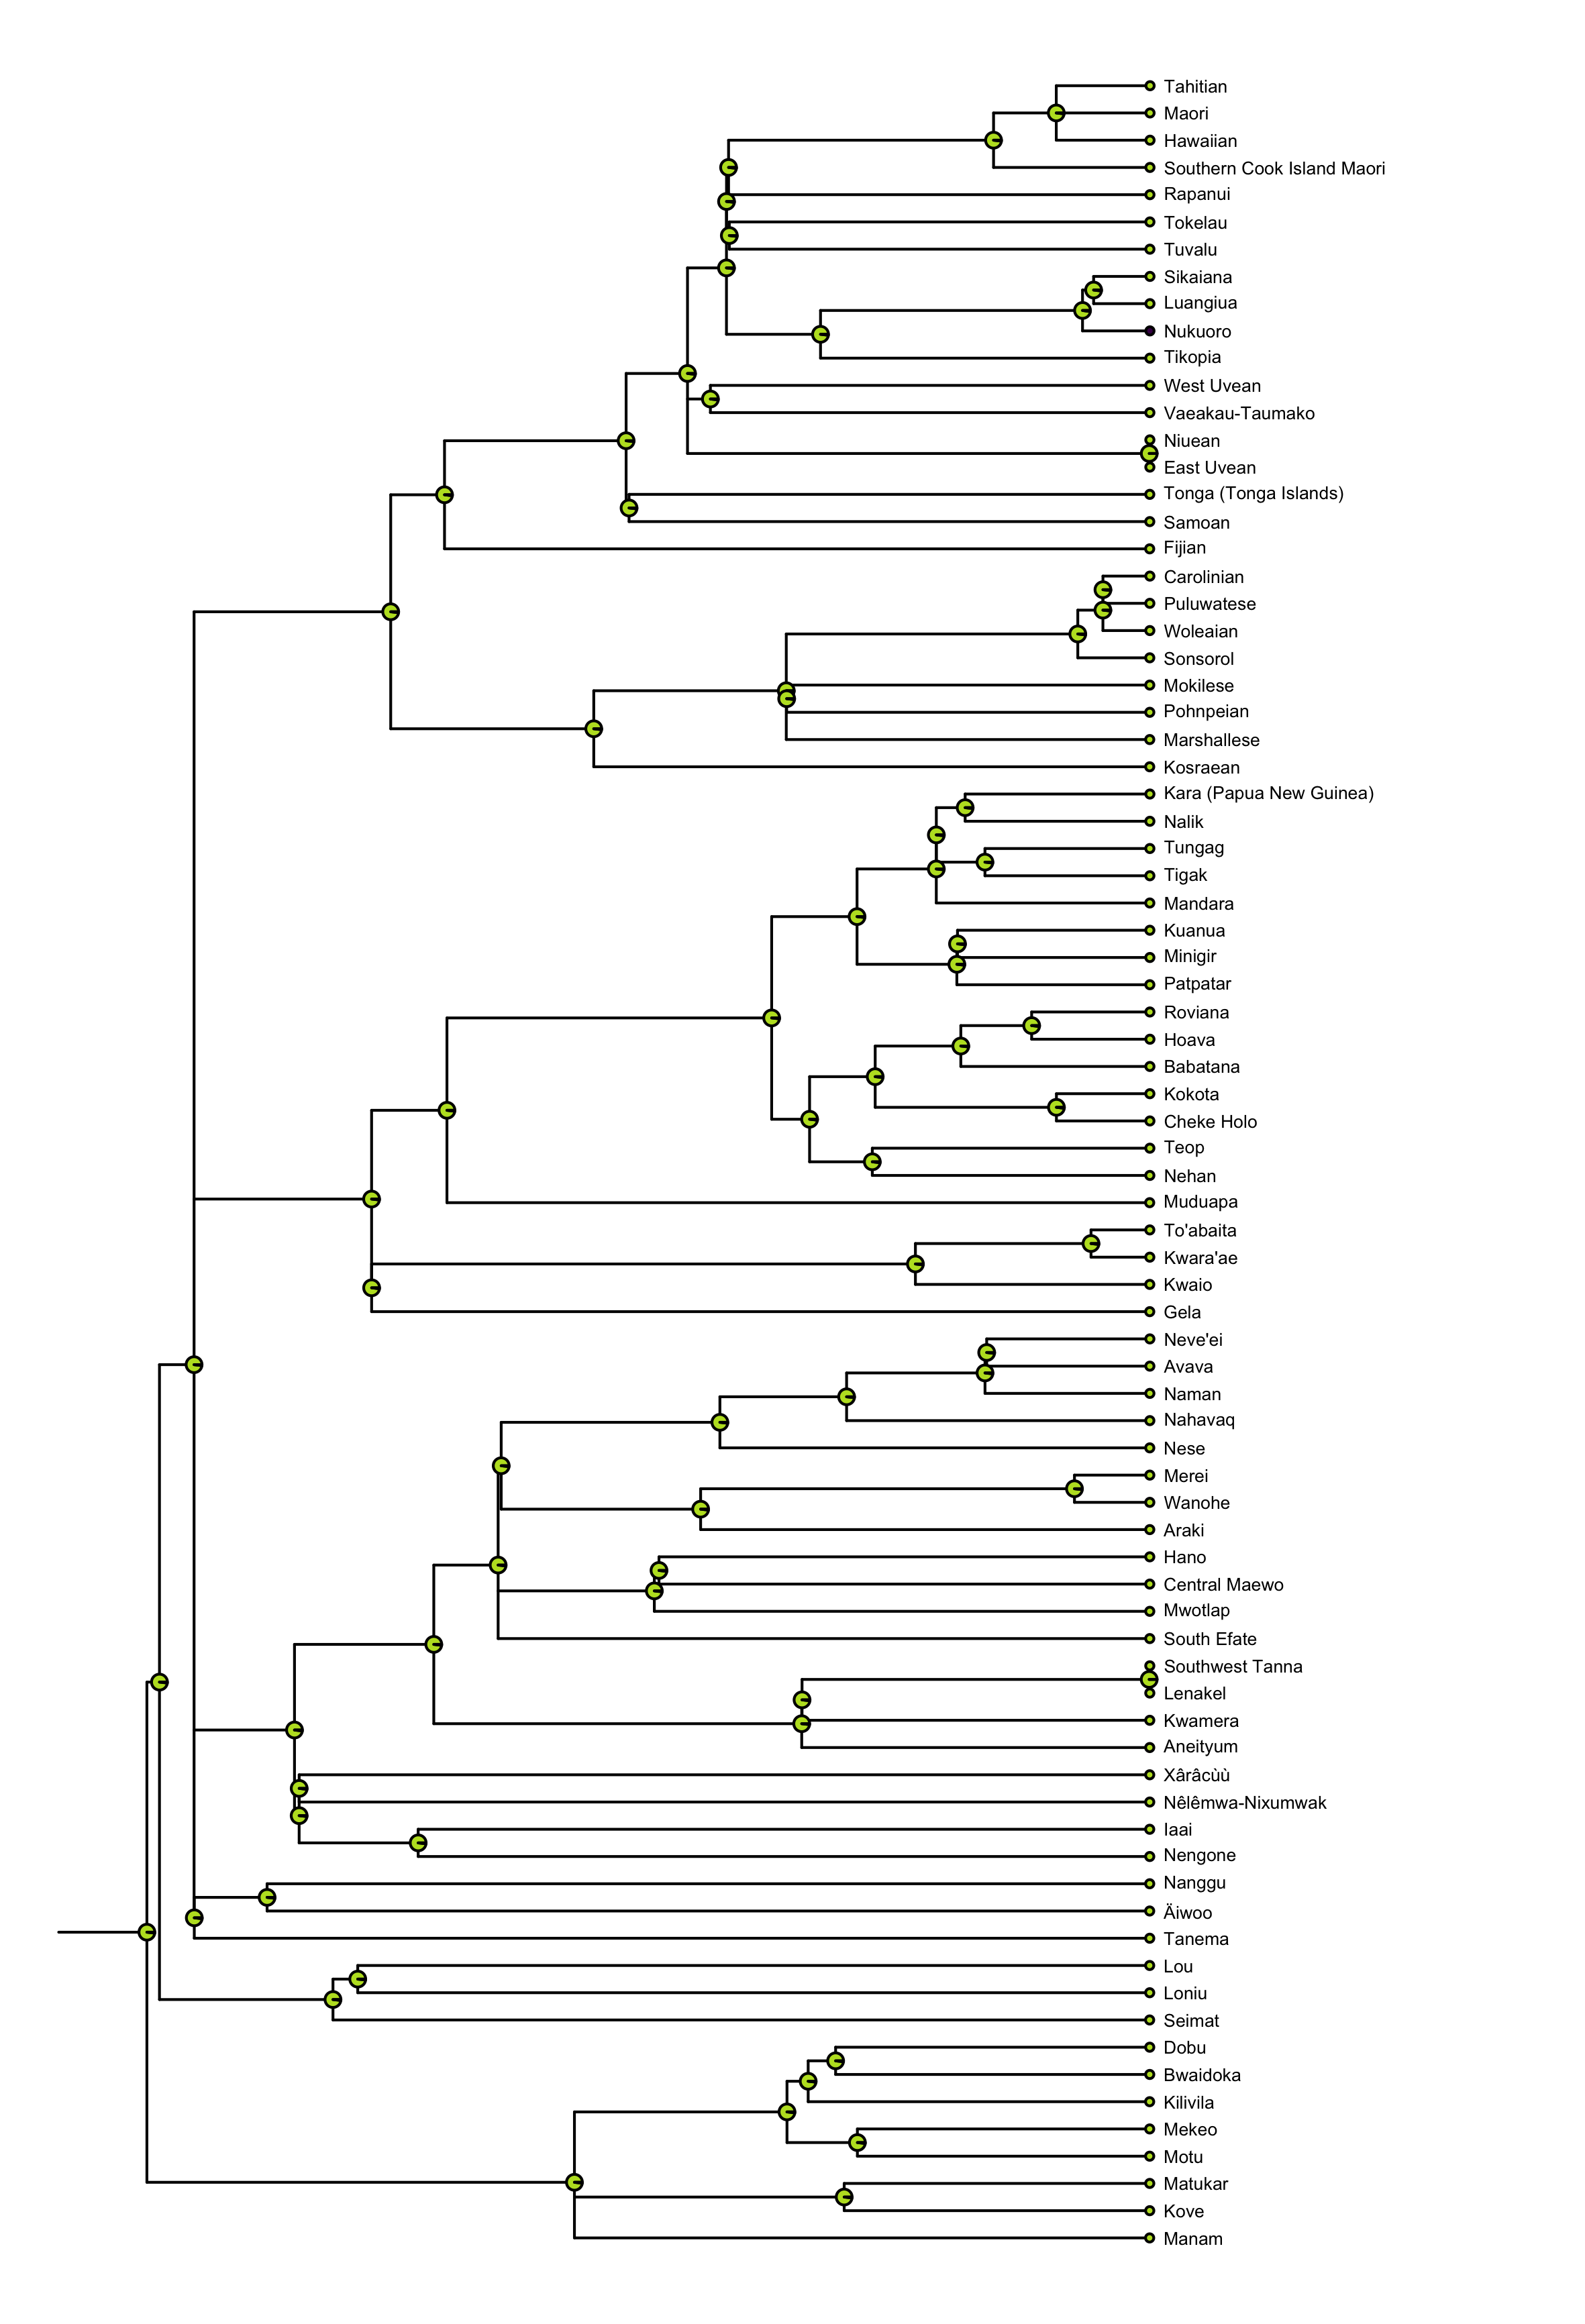 Tahitian
Maori
Hawaiian
Southern Cook Island Maori
Rapanui
Tokelau
Tuvalu
Sikaiana
Luangiua
Nukuoro
Tikopia
West Uvean
Vaeakau-Taumako
Niuean
East Uvean
Tonga (Tonga Islands)
Samoan
Fijian
Carolinian
Puluwatese
Woleaian
Sonsorol
Mokilese
Pohnpeian
Marshallese
Kosraean
Kara (Papua New Guinea)
Nalik
Tungag
Tigak
Mandara
Kuanua
Minigir
Patpatar
Roviana
Hoava
Babatana
Kokota
Cheke Holo
Teop
Nehan
Muduapa
To'abaita
Kwara'ae
Kwaio
Gela
Neve'ei
Avava
Naman
Nahavaq
Nese
Merei
Wanohe
Araki
Hano
Central Maewo
Mwotlap
South Efate
Southwest Tanna
Lenakel
Kwamera
Aneityum
Xârâcùù
Nêlêmwa-Nixumwak
Iaai
Nengone
Nanggu
Äiwoo
Tanema
Lou
Loniu
Seimat
Dobu
Bwaidoka
Kilivila
Mekeo
Motu
Matukar
Kove
Manam